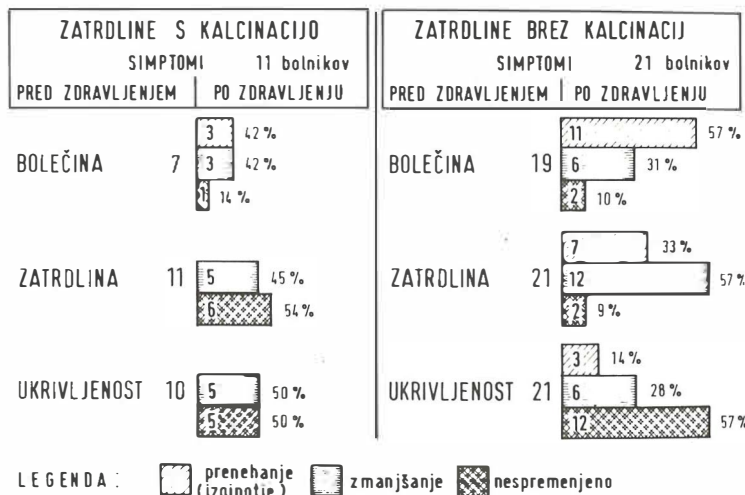 ZATRDLINE S KALCINACIJO
SIMPTOMI 11 bolnikov
PRED ZDRAVLJENJEM PO ZDRAVLJENJU
3 42%
BOLEČINA 7 3 42%
1 14%
ZATRDLINA 11 5 45%
6 54%
UKRIVLJENOST 10 5 50%
5 50%
ZATRDLINE BREZ KALCINACIJ
SIMPTOMI 21 bolnikov
PRED ZDRAVLJENJEM PO ZDRAVLJENJU
11 57%
BOLEČINA 19 6 31%
2 10%
7 33%
ZATRDLINA 21 12 57%
2 9%
3 14%
UKRIVLJENOST 21 6 28%
12 57%
LEGENDA: prenehanje zmanjšanje nespremenjeno
(izginotje)